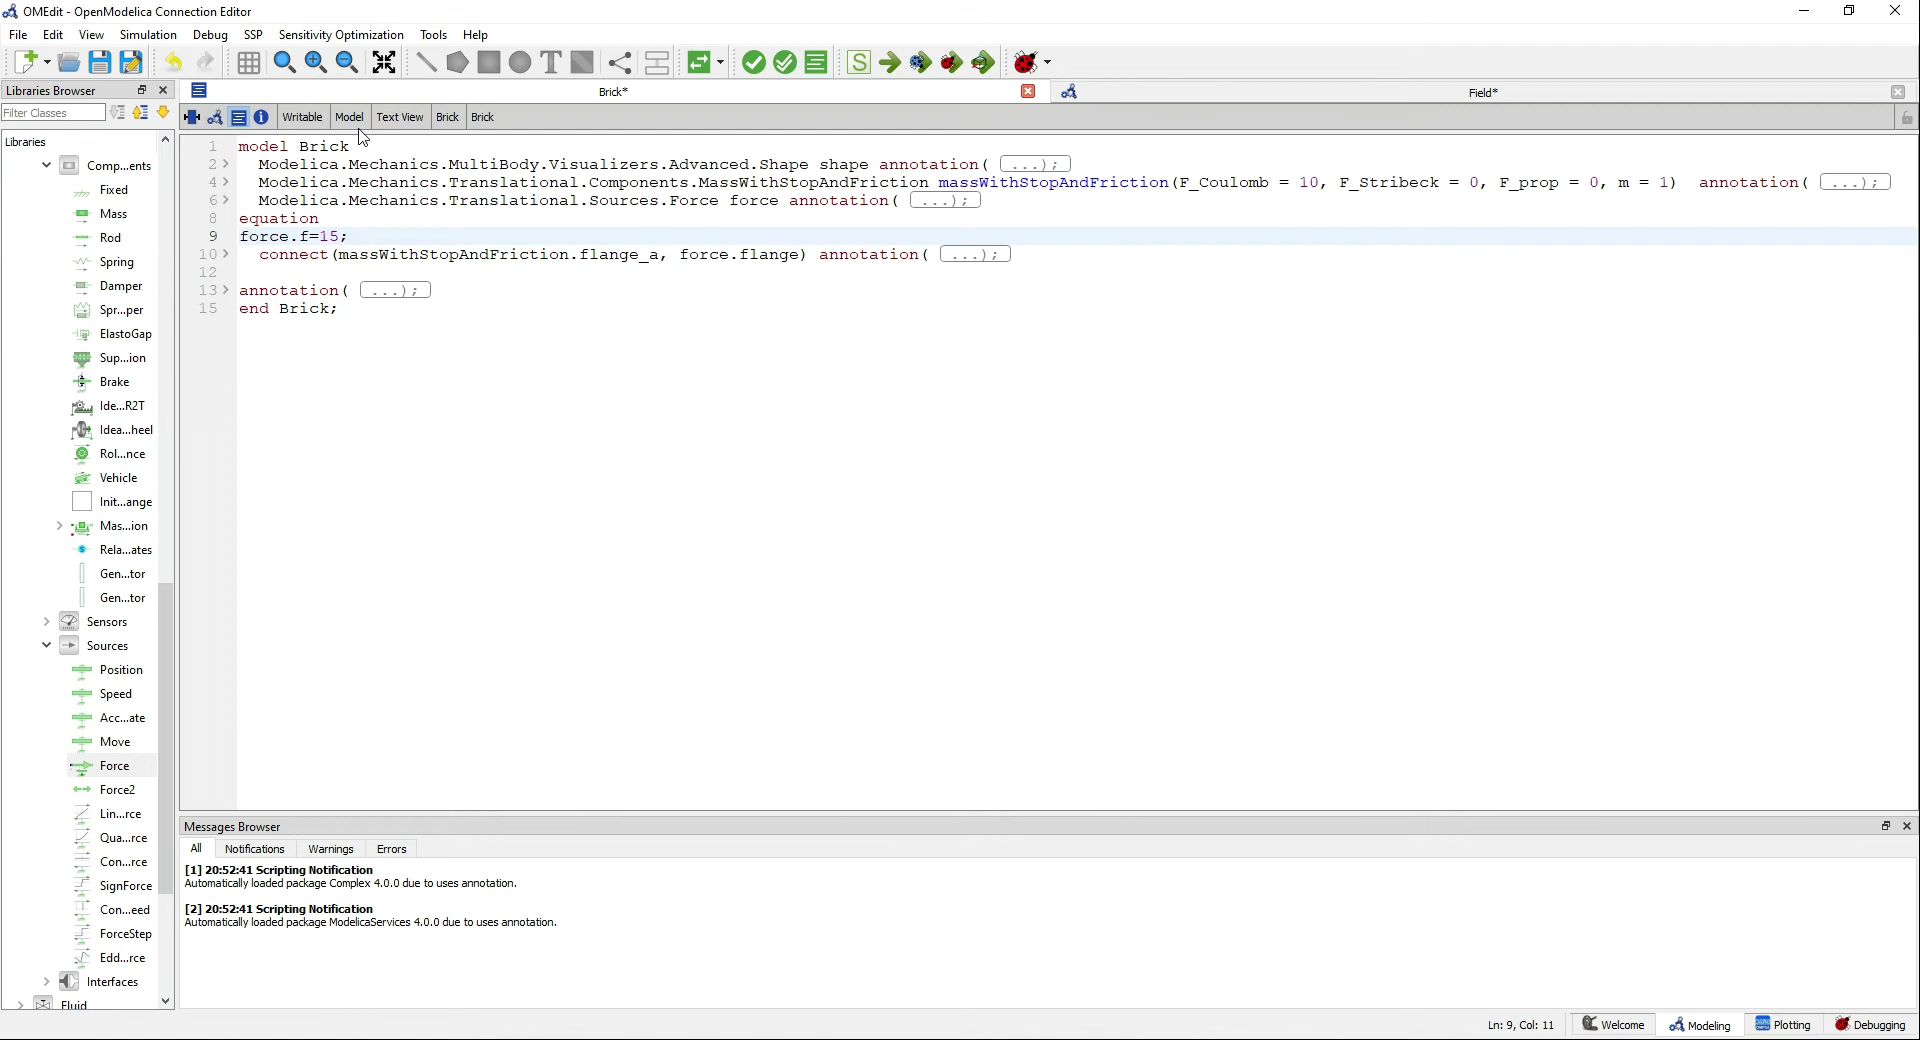 OMEdit - OpenModelica Connection Editor
File Edit View Simulation Debug SSP Sensitivity Optimization Tools Help
Libraries Browser
Brick*
Field*
Filter Classes
Writable Model Text View Brick Brick
Libraries
Comp...ents
Fixed
Mass
Rod
Spring
Damper
Spr...per
ElastoGap
Sup...ion
Brake
Ide...R2T
Idea...heel
Rol...nce
Vehicle
Init...ange
Mas...ion
Rela...ates
Gen...tor
Gen...tor
Sensors
Sources
Position
Speed
Acc...ate
Move
Force
Force2
Lin...rce
Qua...rce
Con...rce
SignForce
Con...eed
ForceStep
Edd...rce
Interfaces
Fluid
1 model Brick
2 Modelica.Mechanics.MultiBody.Visualizers.Advanced.Shape shape annotation( ...);
4 Modelica.Mechanics.Translational.Components.MassWithStopAndFriction massWithStopAndFriction(F_Coulomb = 10, F_Stribeck = 0, F_prop = 0, m = 1) annotation( ...);
6 Modelica.Mechanics.Translational.Sources.Force force annotation( ...);
8 equation
9 force.f=15;
10 connect(massWithStopAndFriction.flange_a, force.flange) annotation( ...);
12
13 annotation( ...);
15 end Brick;
Messages Browser
All Notifications Warnings Errors
[1] 20:52:41 Scripting Notification
Automatically loaded package Complex 4.0.0 due to uses annotation.
[2] 20:52:41 Scripting Notification
Automatically loaded package ModelicaServices 4.0.0 due to uses annotation.
Ln: 9, Col: 11 Welcome Modeling Plotting Debugging